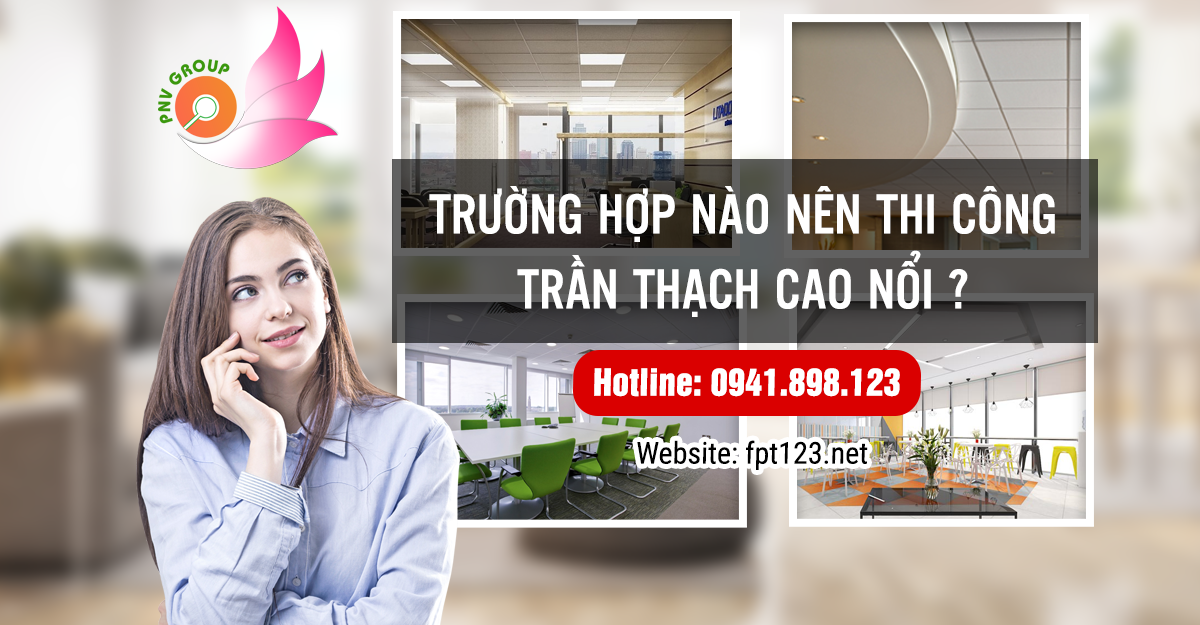 PNV GROUP
TRƯỜNG HỢP NÀO NÊN THI CÔNG
TRẦN THẠCH CAO NỔI ?
Hotline: 0941.898.123
Website: fpt123.net